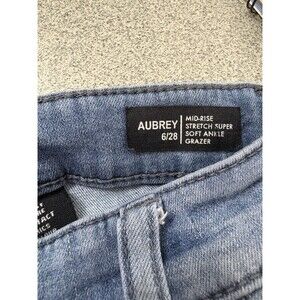 AUBREY
6/28
MID-RISE
STRETCH SUPER
SOFT ANKLE
GRAZER